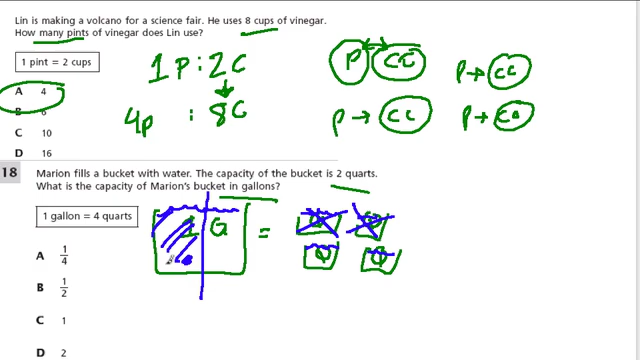 Lin is making a volcano for a science fair. He uses 8 cups of vinegar.
How many pints of vinegar does Lin use?
1 pint = 2 cups
1 P : 2 C
P CC
P → CC
A 4
B 6
4p : 8C
P → CC
P → CC
C 10
D 16
18 Marion fills a bucket with water. The capacity of the bucket is 2 quarts.
What is the capacity of Marion's bucket in gallons?
1 gallon = 4 quarts
1 G =
Q Q
A 1/4
B 1/2
C 1
D 2